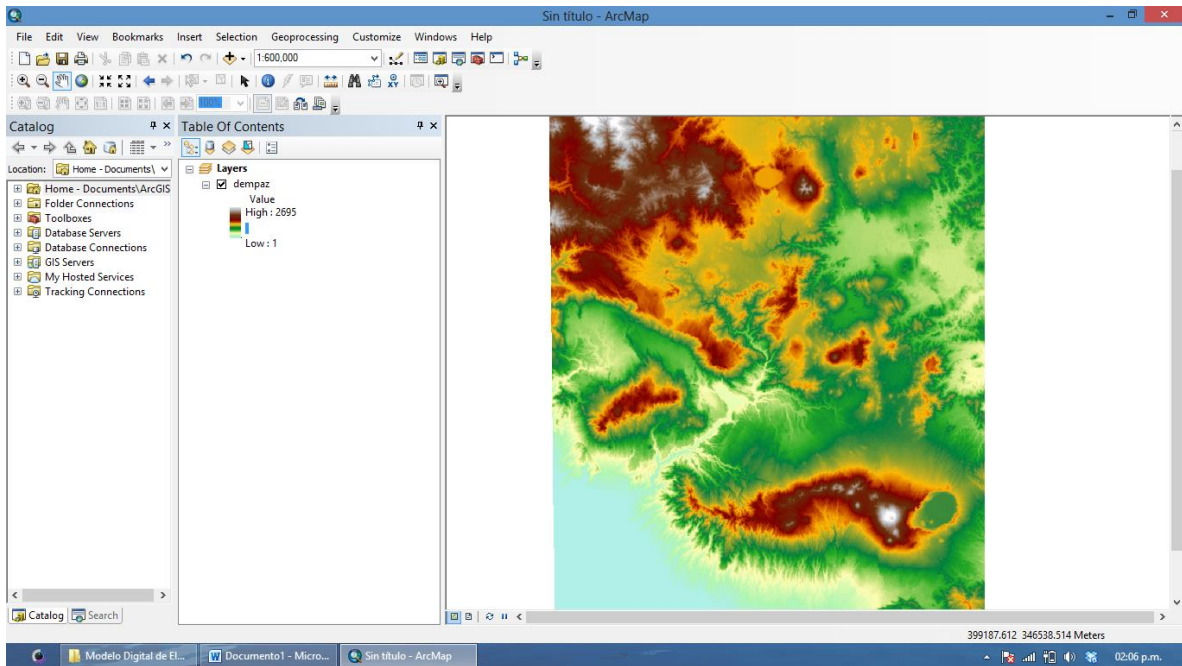 Sin título - ArcMap
File Edit View Bookmarks Insert Selection Geoprocessing Customize Windows Help
1:600,000
100%
Catalog
Table Of Contents
Location: Home - Documents\
Layers
Home - Documents\ArcGIS
dempaz
Folder Connections
Value
Toolboxes
High : 2695
Database Servers
Database Connections
Low : 1
GIS Servers
My Hosted Services
Tracking Connections
Catalog Search
399187.612 346538.514 Meters
Modelo Digital de El... Documento1 - Micro... Sin título - ArcMap 02:06 p.m.